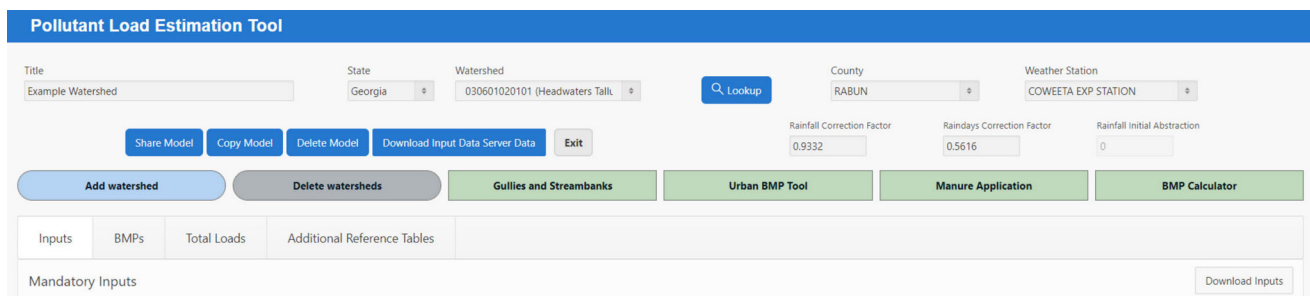 Pollutant Load Estimation Tool
Title State Watershed County Weather Station
Example Watershed Georgia 030601020101 (Headwaters Tallu Lookup RABUN COWEETA EXP STATION
Rainfall Correction Factor Raindays Correction Factor Rainfall Initial Abstraction
Share Model Copy Model Delete Model Download Input Data Server Data Exit 0.9332 0.5616 0
Add watershed Delete watersheds Gullies and Streambanks Urban BMP Tool Manure Application BMP Calculator
Inputs BMPs Total Loads Additional Reference Tables
Mandatory Inputs Download Inputs